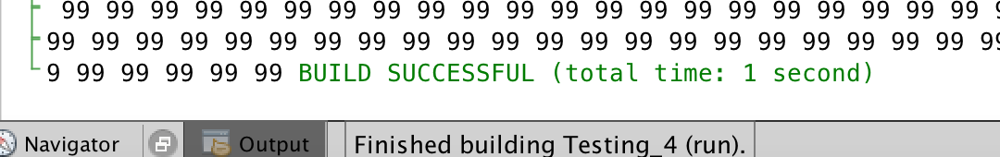 99 99 99 99 99 99 99 99 99 99 99 99 99 99 99 99 99 99 99 99 99
99 99 99 99 99 99 99 99 99 99 99 99 99 99 99 99 99 99 99 99 99 99
9 99 99 99 99 99 BUILD SUCCESSFUL (total time: 1 second)
Navigator
Output
Finished building Testing_4 (run).